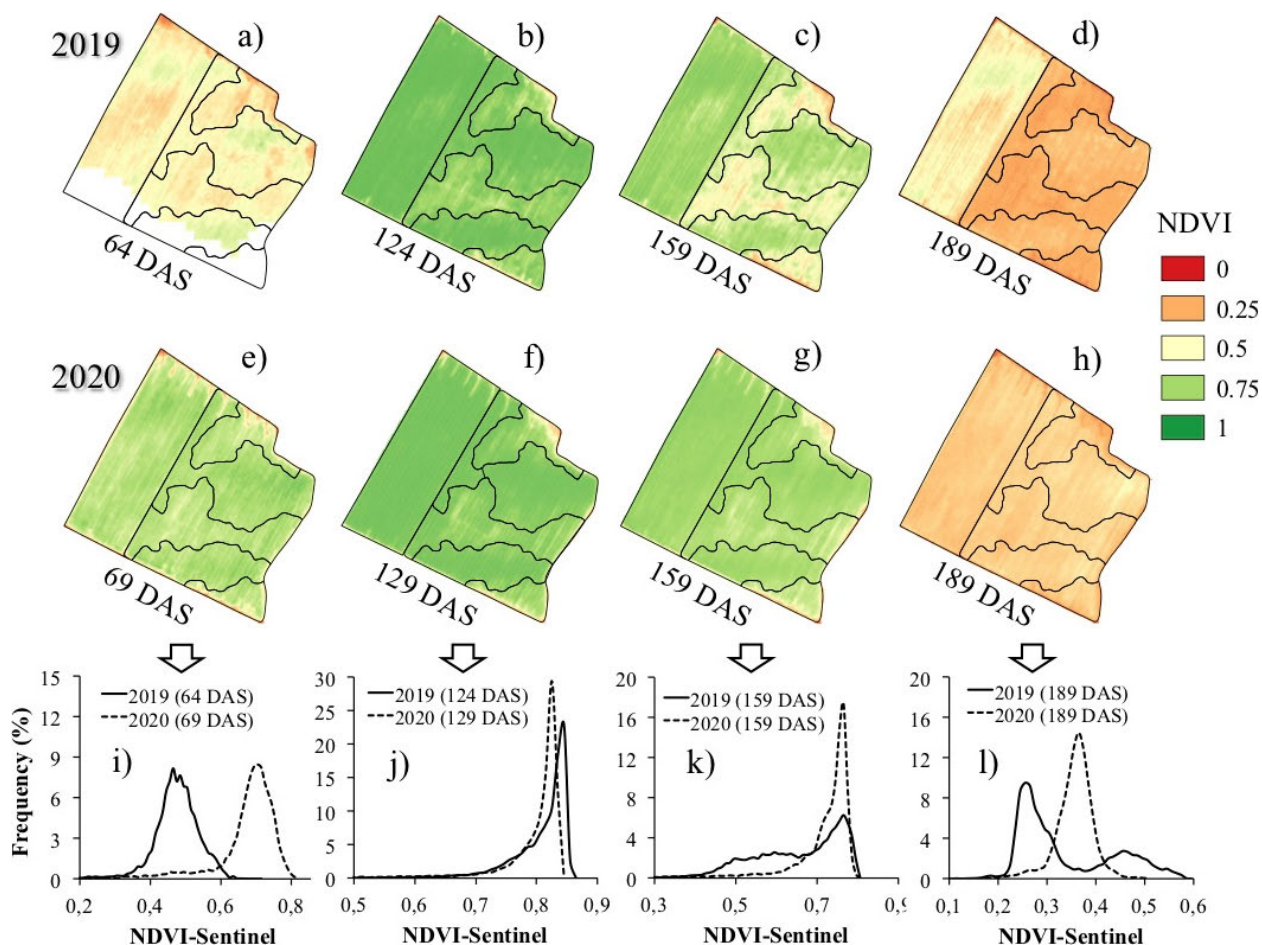 2019
a)
b)
c)
d)
64 DAS
124 DAS
159 DAS
189 DAS
NDVI
0
0.25
0.5
0.75
1
2020
e)
f)
g)
h)
69 DAS
129 DAS
159 DAS
189 DAS
Frequency (%)
15
12
9
6
3
0
2019 (64 DAS)
2020 (69 DAS)
i)
0,2 0,4 0,6 0,8
NDVI-Sentinel
30
25
20
15
10
5
0
2019 (124 DAS)
2020 (129 DAS)
j)
0,5 0,6 0,7 0,8 0,9
NDVI-Sentinel
20
16
12
8
4
0
2019 (159 DAS)
2020 (159 DAS)
k)
0,3 0,5 0,7 0,9
NDVI-Sentinel
20
16
12
8
4
0
2019 (189 DAS)
2020 (189 DAS)
l)
0,1 0,2 0,3 0,4 0,5 0,6
NDVI-Sentinel